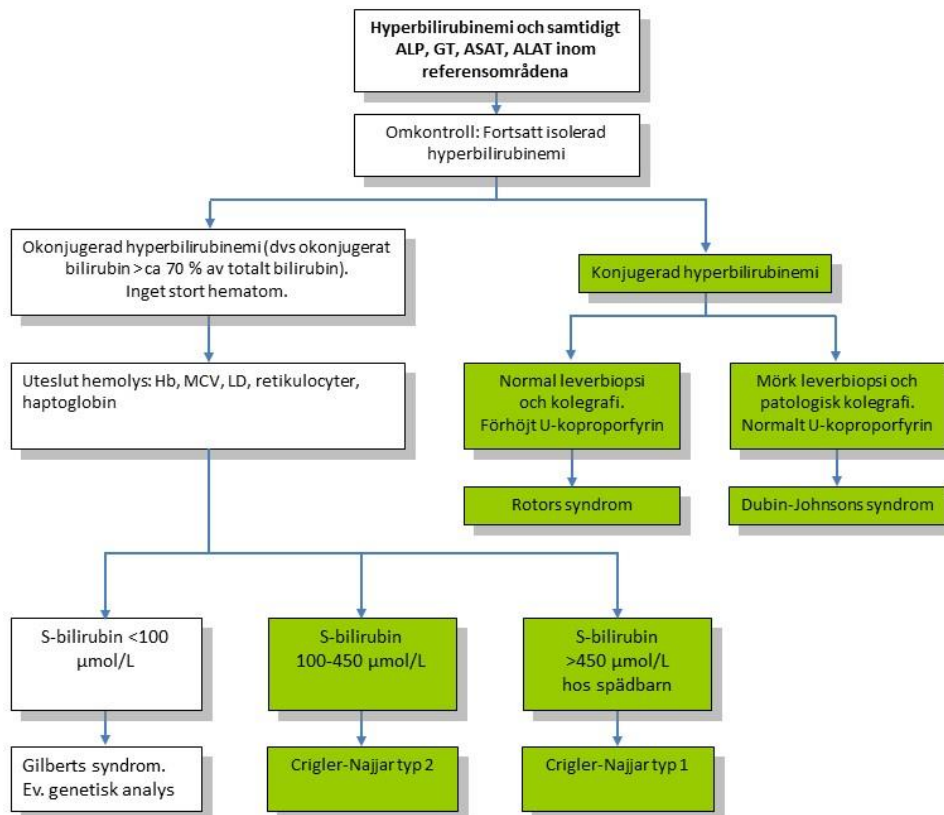 Hyperbilirubinemi och samtidigt
ALP, GT, ASAT, ALAT inom
referensområdena
Omkontroll: Fortsatt isolerad
hyperbilirubinemi
Okonjugerad hyperbilirubinemi (dvs okonjugerat
bilirubin >ca 70 % av totalt bilirubin).
Inget stort hematom.
Konjugerad hyperbilirubinemi
Uteslut hemolys: Hb, MCV, LD, retikulocyter,
haptoglobin
Normal leverbiopsi
och kolegrafi.
Förhöjt U-koproporfyrin
Mörk leverbiopsi och
patologisk kolegrafi.
Normalt U-koproporfyrin
Rotors syndrom
Dubin-Johnsons syndrom
S-bilirubin <100
µmol/L
S-bilirubin
100-450 µmol/L
S-bilirubin
>450 µmol/L
hos spädbarn
Gilberts syndrom.
Ev. genetisk analys
Crigler-Najjar typ 2
Crigler-Najjar typ 1